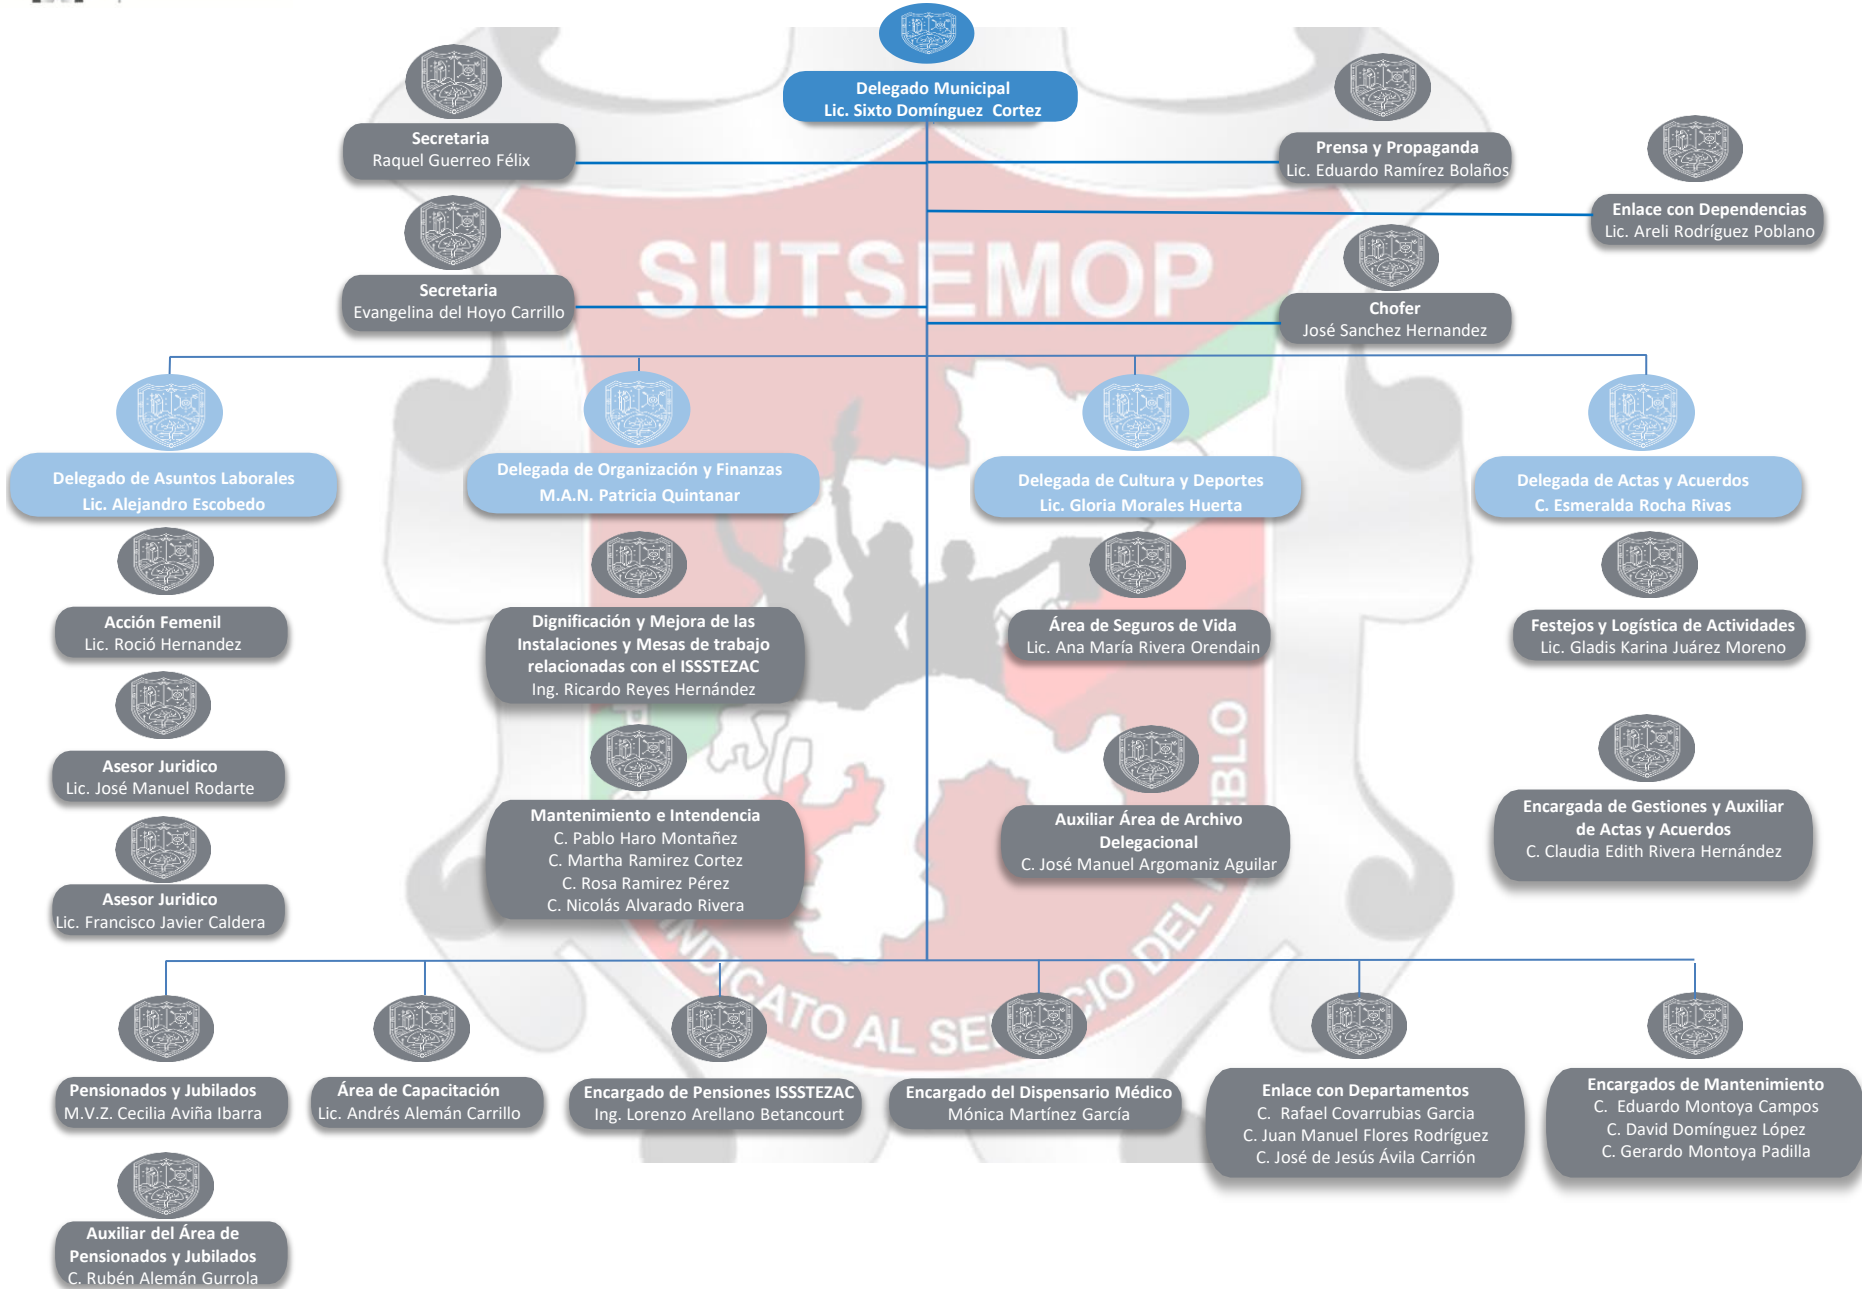 Delegado Municipal
Lic. Sixto Domínguez Cortez
Secretaria
Raquel Guerreo Félix
Prensa y Propaganda
Lic. Eduardo Ramírez Bolaños
Enlace con Dependencias
Lic. Areli Rodríguez Poblano
Secretaria
Evangelina del Hoyo Carrillo
Chofer
José Sanchez Hernandez
SUTSEMOP
Delegado de Asuntos Laborales
Lic. Alejandro Escobedo
Delegada de Organización y Finanzas
M.A.N. Patricia Quintanar
Delegada de Cultura y Deportes
Lic. Gloria Morales Huerta
Delegada de Actas y Acuerdos
C. Esmeralda Rocha Rivas
Acción Femenil
Lic. Roció Hernandez
Dignificación y Mejora de las
Instalaciones y Mesas de trabajo
relacionadas con el ISSSTEZAC
Ing. Ricardo Reyes Hernández
Área de Seguros de Vida
Lic. Ana María Rivera Orendain
Festejos y Logística de Actividades
Lic. Gladis Karina Juárez Moreno
Asesor Juridico
Lic. José Manuel Rodarte
Mantenimiento e Intendencia
C. Pablo Haro Montañez
C. Martha Ramirez Cortez
C. Rosa Ramirez Pérez
C. Nicolás Alvarado Rivera
Auxiliar Área de Archivo
Delegacional
C. José Manuel Argomaniz Aguilar
Encargada de Gestiones y Auxiliar
de Actas y Acuerdos
C. Claudia Edith Rivera Hernández
Asesor Juridico
Lic. Francisco Javier Caldera
AL
DEL
Pensionados y Jubilados
M.V.Z. Cecilia Aviña Ibarra
Área de Capacitación
Lic. Andrés Alemán Carrillo
Encargado de Pensiones ISSSTEZAC
Ing. Lorenzo Arellano Betancourt
Encargado del Dispensario Médico
Mónica Martínez García
Enlace con Departamentos
C. Rafael Covarrubias Garcia
C. Juan Manuel Flores Rodríguez
C. José de Jesús Ávila Carrión
Encargados de Mantenimiento
C. Eduardo Montoya Campos
C. David Domínguez López
C. Gerardo Montoya Padilla
Auxiliar del Área de
Pensionados y Jubilados
C. Rubén Alemán Gurrola